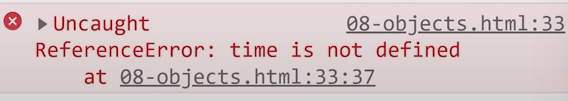 Uncaught 08-objects.html:33
ReferenceError: time is not defined
at 08-objects.html:33:37